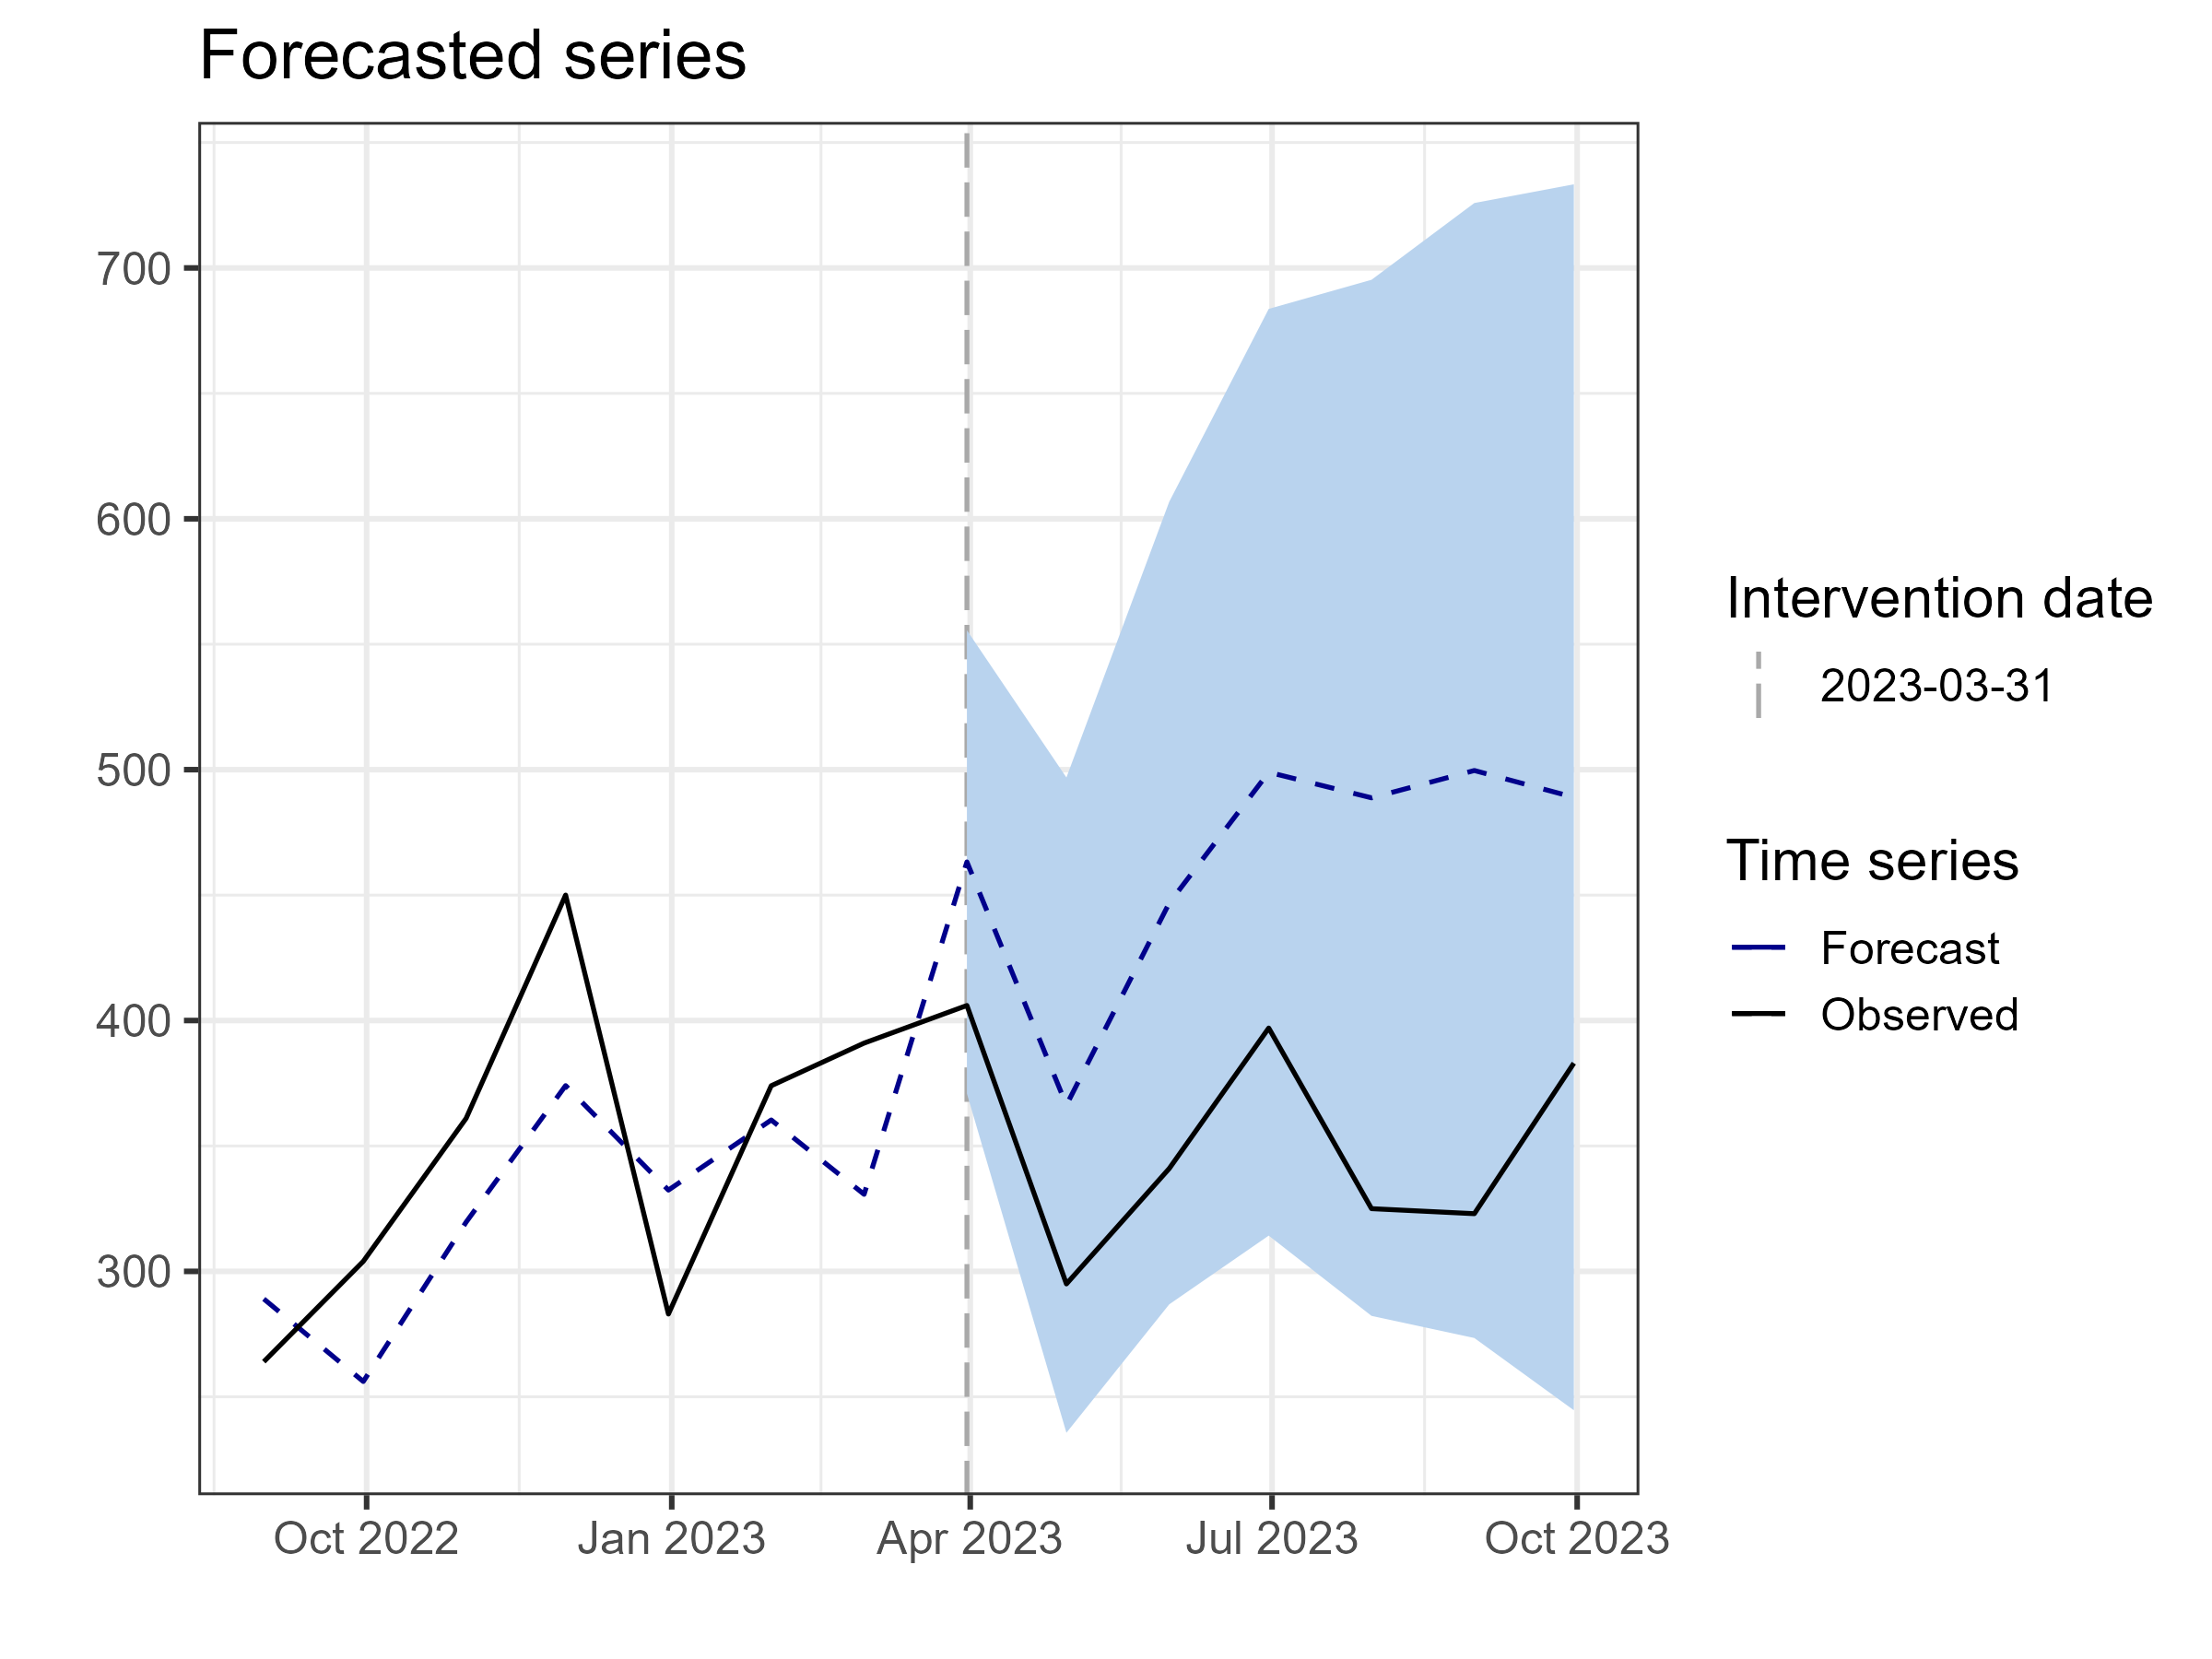 Forecasted series
700
600
500
400
300
Oct 2022
Jan 2023
Apr 2023
Jul 2023
Oct 2023
Intervention date
2023-03-31
Time series
Forecast
Observed